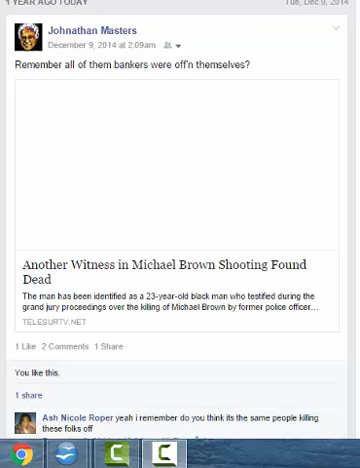 1 YEAR AGO TODAY
Tue, Dec 9, 2014
Johnathan Masters
December 9, 2014 at 2:09am ·
Remember all of them bankers were off'n themselves?
Another Witness in Michael Brown Shooting Found
Dead
The man has been identified as a 23-year-old black man who testified during the
grand jury proceedings over the killing of Michael Brown by former police officer...
TELESURTV.NET
1 Like 2 Comments 1 Share
You like this.
1 share
Ash Nicole Roper yeah i remember do you think its the same people killing
these folks off